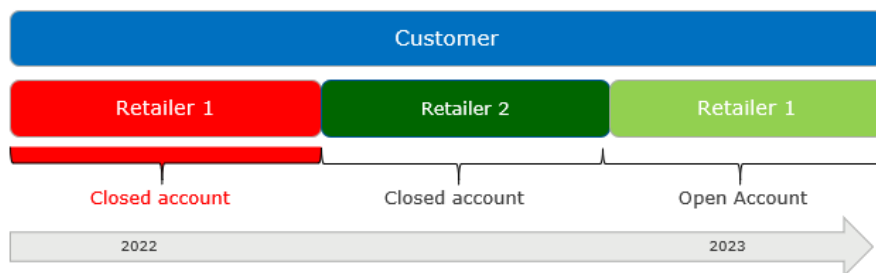 Customer
Retailer 1 Retailer 2 Retailer 1
Closed account Closed account Open Account
2022 2023